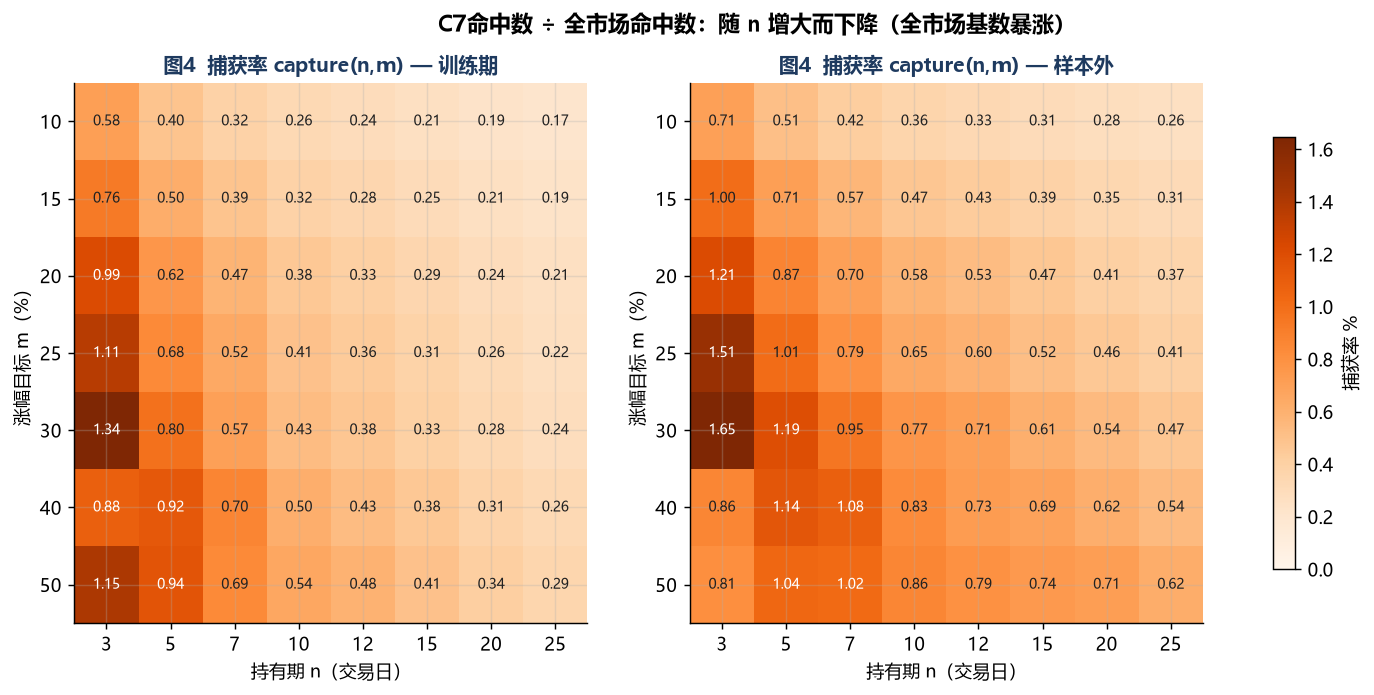 C7命中数 ÷ 全市场命中数：随 n 增大而下降（全市场基数暴涨）
图4 捕获率 capture(n,m) — 训练期
涨幅目标 m（%）
10 0.58 0.40 0.32 0.26 0.24 0.21 0.19 0.17
15 0.76 0.50 0.39 0.32 0.28 0.25 0.21 0.19
20 0.99 0.62 0.47 0.38 0.33 0.29 0.24 0.21
25 1.11 0.68 0.52 0.41 0.36 0.31 0.26 0.22
30 1.34 0.80 0.57 0.43 0.38 0.33 0.28 0.24
40 0.88 0.92 0.70 0.50 0.43 0.38 0.31 0.26
50 1.15 0.94 0.69 0.54 0.48 0.41 0.34 0.29
3 5 7 10 12 15 20 25
持有期 n（交易日）
图4 捕获率 capture(n,m) — 样本外
涨幅目标 m（%）
10 0.71 0.51 0.42 0.36 0.33 0.31 0.28 0.26
15 1.00 0.71 0.57 0.47 0.43 0.39 0.35 0.31
20 1.21 0.87 0.70 0.58 0.53 0.47 0.41 0.37
25 1.51 1.01 0.79 0.65 0.60 0.52 0.46 0.41
30 1.65 1.19 0.95 0.77 0.71 0.61 0.54 0.47
40 0.86 1.14 1.08 0.83 0.73 0.69 0.62 0.54
50 0.81 1.04 1.02 0.86 0.79 0.74 0.71 0.62
3 5 7 10 12 15 20 25
持有期 n（交易日）
1.6
1.4
1.2
1.0
0.8
0.6
0.4
0.2
0.0
捕获率 %